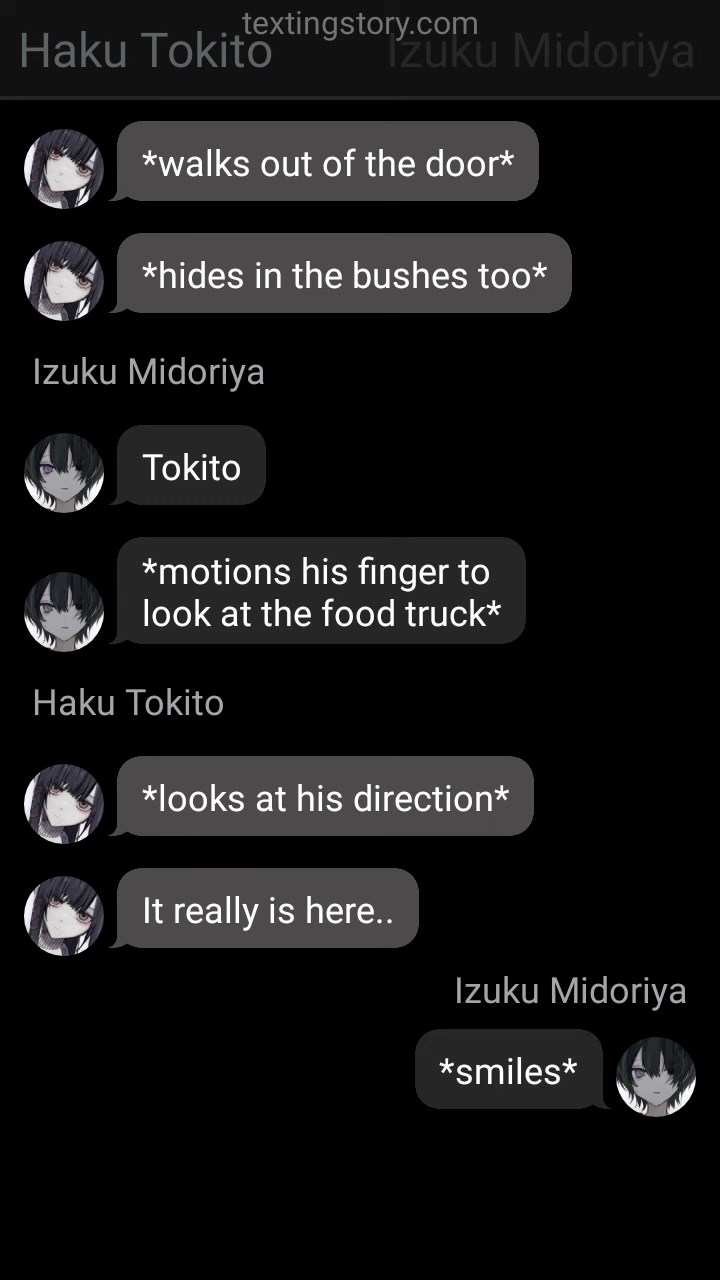 textingstory.com
Haku Tokito
Izuku Midoriya
*walks out of the door*
*hides in the bushes too*
Izuku Midoriya
Tokito
*motions his finger to
look at the food truck*
Haku Tokito
*looks at his direction*
It really is here..
Izuku Midoriya
*smiles*